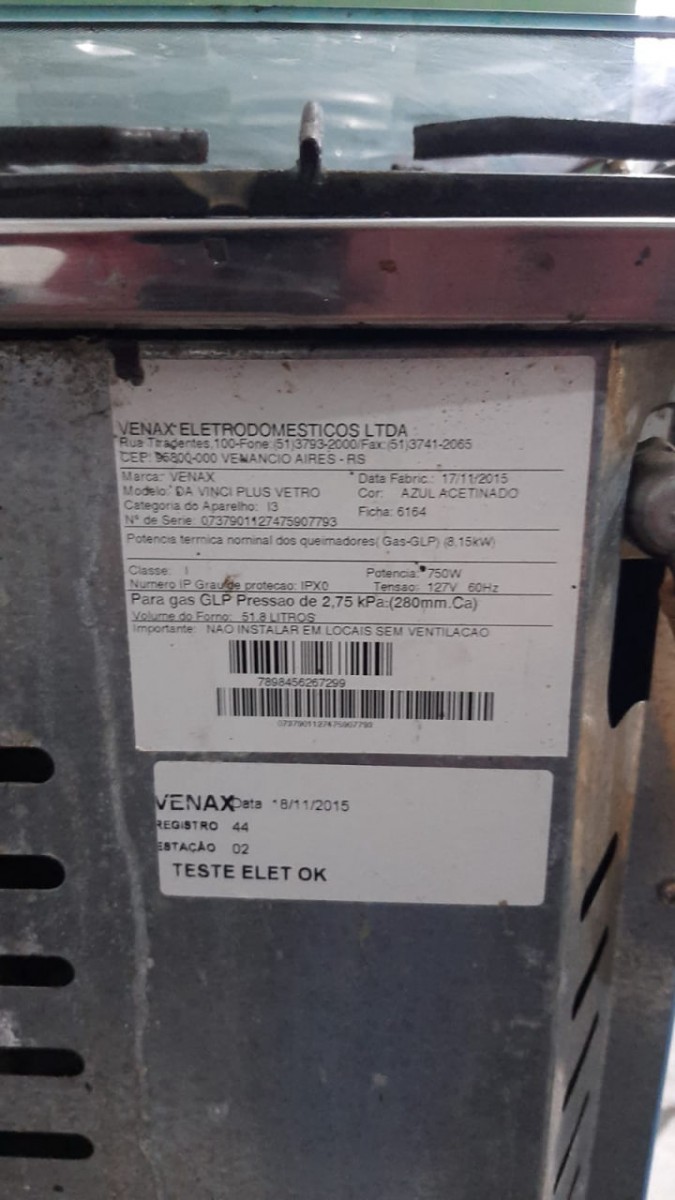 VENAX ELETRODOMESTICOS LTDA
Rua Tiradentes,100-Fone:(51)3793-2000/Fax:(51)3741-2065
CEP: 95800-000 VENANCIO AIRES - RS
Marca: VENAX Data Fabric.: 17/11/2015
Modelo: DA VINCI PLUS VETRO Cor: AZUL ACETINADO
Categoria do Aparelho: I3 Ficha: 6164
N° de Serie: 0737901127475907793
Potencia termica nominal dos queimadores( Gas-GLP) (8,15kW)
Classe: I Potencia: 750W
Numero IP Grau de protecao: IPX0 Tensao: 127V 60Hz
Para gas GLP Pressao de 2,75 kPa:(280mm.Ca)
Volume do Forno: 51.8 LITROS
Importante: NAO INSTALAR EM LOCAIS SEM VENTILACAO
7898456267299
0737901127475907793
VENAX Data 18/11/2015
REGISTRO 44
ESTAÇÃO 02
TESTE ELET OK